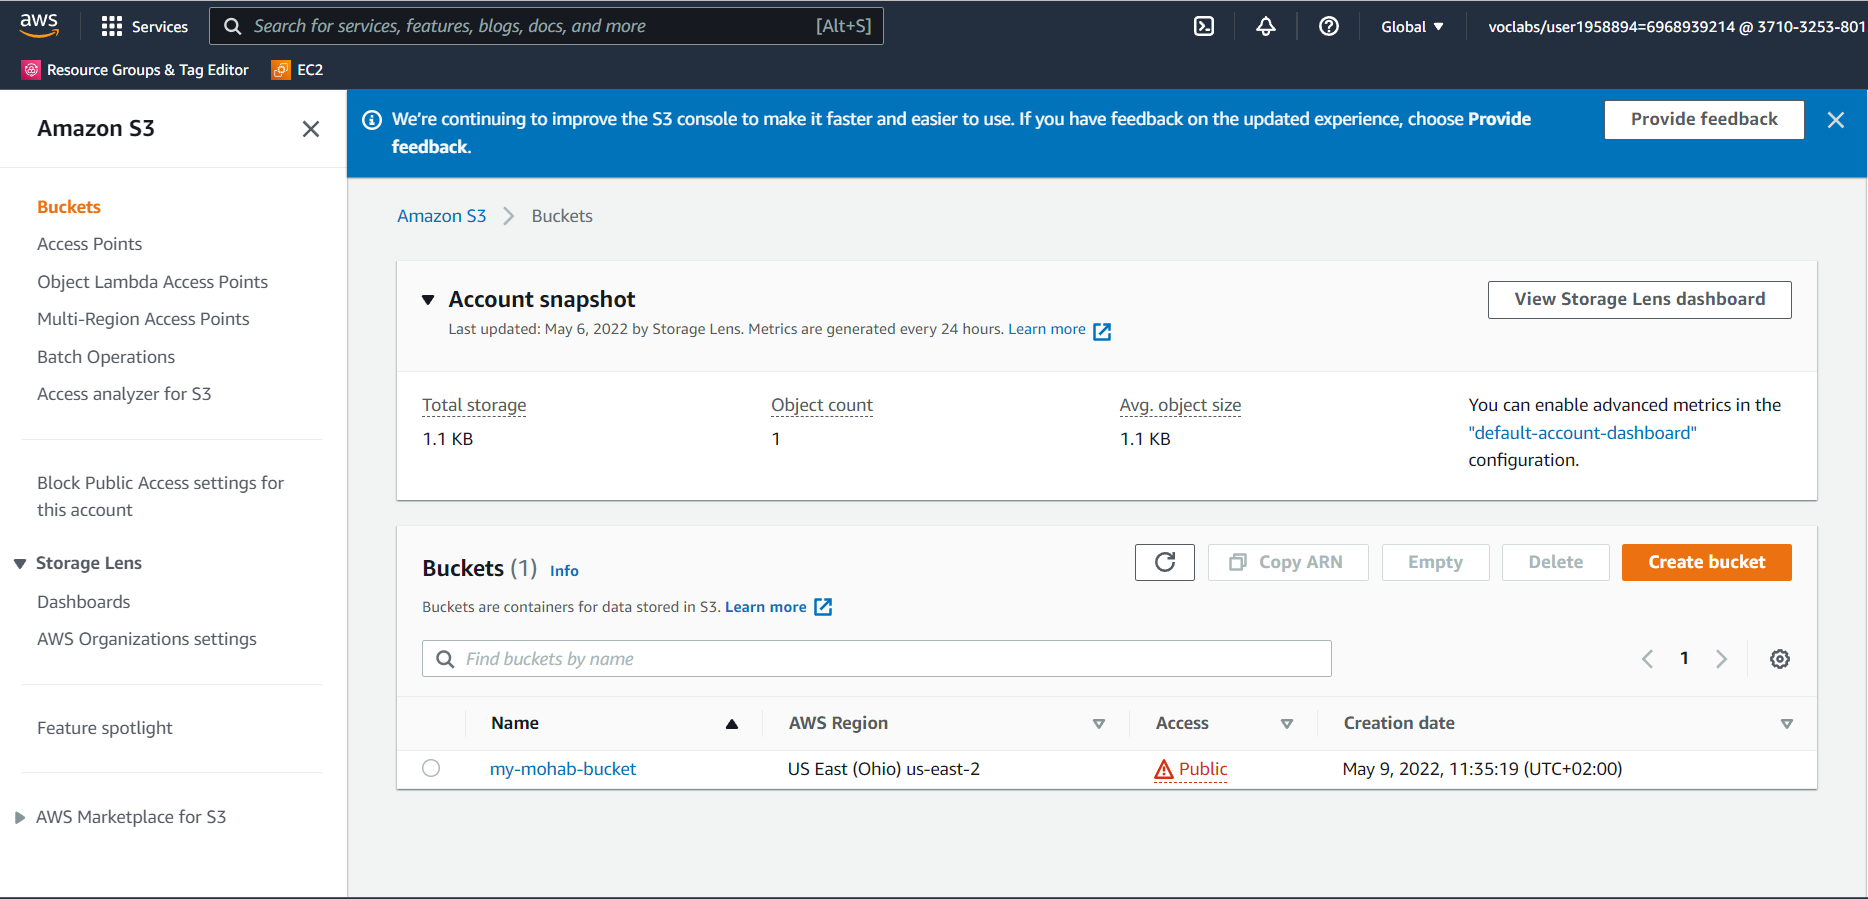 aws
Services
Search for services, features, blogs, docs, and more [Alt+S]
Global
voclabs/user1958894=6968939214 @ 3710-3253-801
Resource Groups & Tag Editor
EC2
Amazon S3
Buckets
Access Points
Object Lambda Access Points
Multi-Region Access Points
Batch Operations
Access analyzer for S3
Block Public Access settings for
this account
Storage Lens
Dashboards
AWS Organizations settings
Feature spotlight
AWS Marketplace for S3
We're continuing to improve the S3 console to make it faster and easier to use. If you have feedback on the updated experience, choose Provide
feedback.
Provide feedback
Amazon S3 Buckets
Account snapshot
Last updated: May 6, 2022 by Storage Lens. Metrics are generated every 24 hours. Learn more
View Storage Lens dashboard
Total storage
1.1 KB
Object count
1
Avg. object size
1.1 KB
You can enable advanced metrics in the
"default-account-dashboard"
configuration.
Buckets (1) Info
Buckets are containers for data stored in S3. Learn more
Copy ARN
Empty
Delete
Create bucket
Find buckets by name
1
Name AWS Region Access Creation date
my-mohab-bucket US East (Ohio) us-east-2 Public May 9, 2022, 11:35:19 (UTC+02:00)